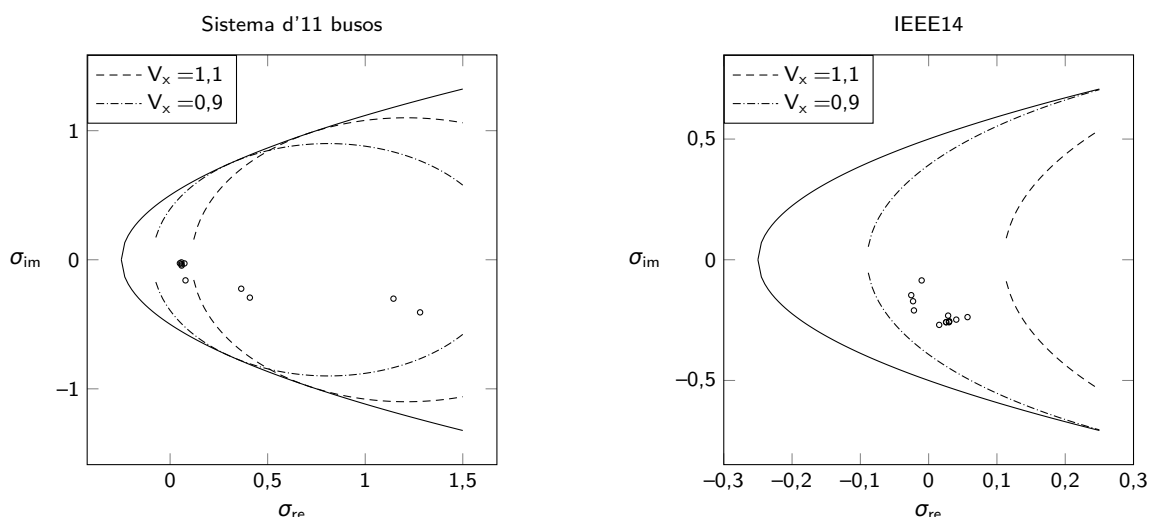 Sistema d'11 busos
V_x =1,1
V_x =0,9
1
0
−1
σ_im
0
0,5
1
1,5
σ_re
IEEE14
V_x =1,1
V_x =0,9
0,5
0
−0,5
σ_im
−0,3
−0,2
−0,1
0
0,1
0,2
0,3
σ_re